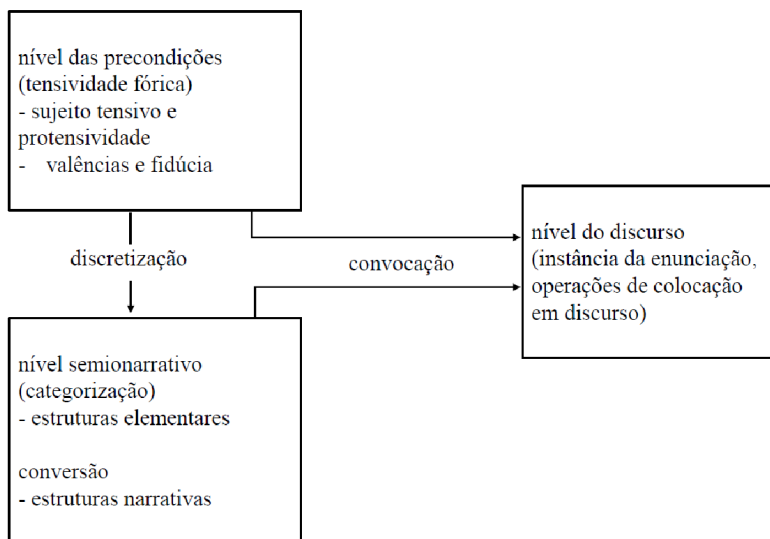 nível das precondições
(tensividade fórica)
- sujeito tensivo e
protensividade
- valências e fidúcia
discretização
convocação
nível do discurso
(instância da enunciação,
operações de colocação
em discurso)
nível semionarrativo
(categorização)
- estruturas elementares
conversão
- estruturas narrativas